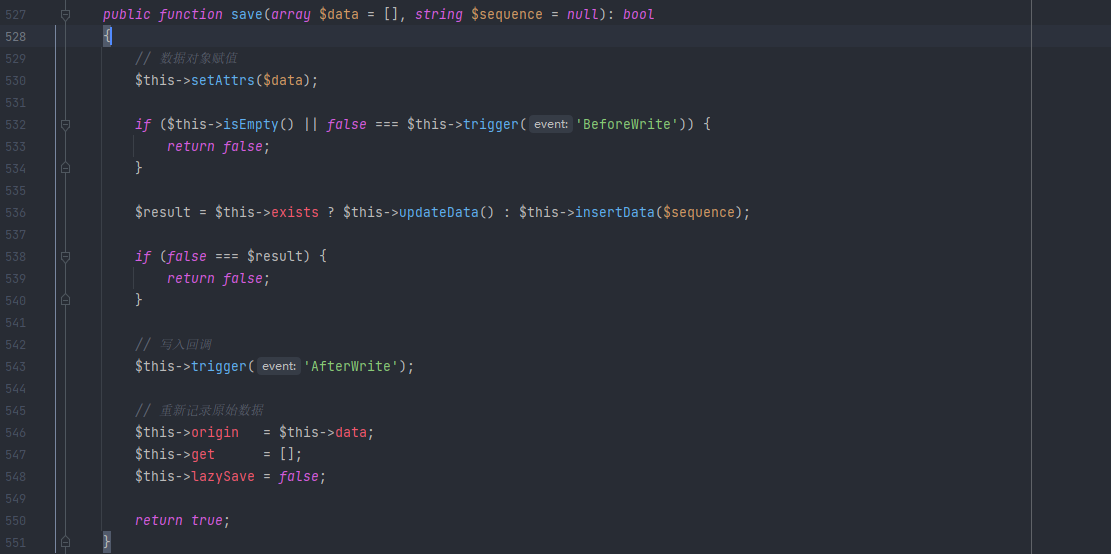 527 public function save(array $data = [], string $sequence = null): bool
528 {
529 // 数据对象赋值
530 $this->setAttrs($data);
531
532 if ($this->isEmpty() || false === $this->trigger( event: 'BeforeWrite')) {
533 return false;
534 }
535
536 $result = $this->exists ? $this->updateData() : $this->insertData($sequence);
537
538 if (false === $result) {
539 return false;
540 }
541
542 // 写入回调
543 $this->trigger( event: 'AfterWrite');
544
545 // 重新记录原始数据
546 $this->origin   = $this->data;
547 $this->get      = [];
548 $this->lazySave = false;
549
550 return true;
551 }